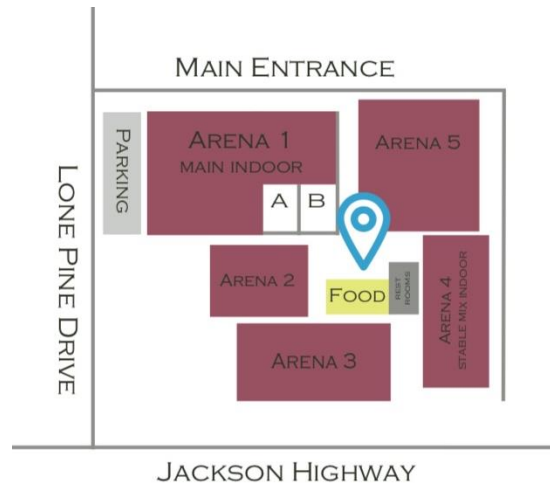 MAIN ENTRANCE
PARKING
ARENA 1
MAIN INDOOR
A
B
ARENA 5
LONE PINE DRIVE
ARENA 2
FOOD
REST
ROOMS
ARENA 4
STABLE MIX INDOOR
ARENA 3
JACKSON HIGHWAY